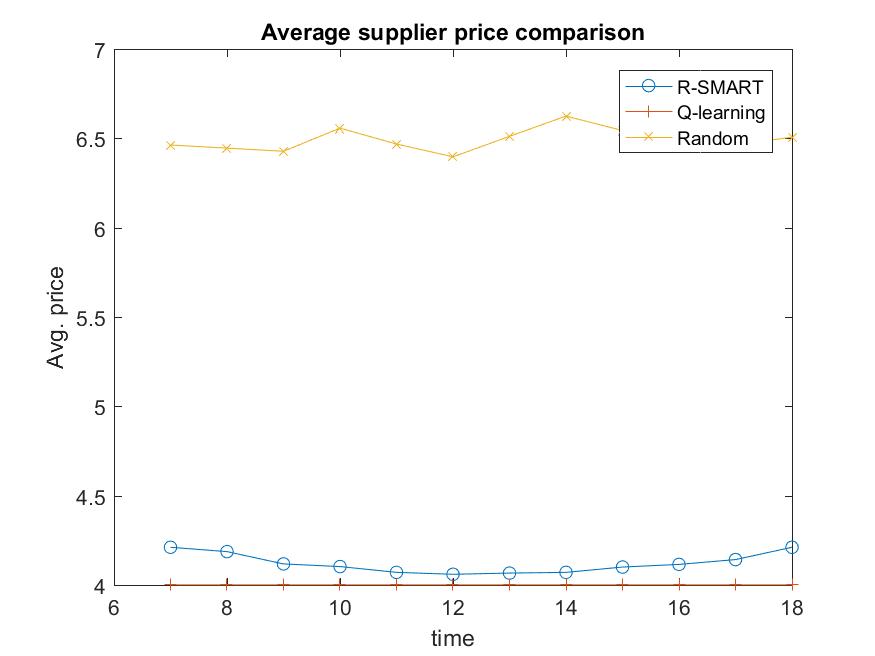 Average supplier price comparison
7
R-SMART
Q-learning
Random
6.5
6
5.5
Avg. price
5
4.5
4
6 8 10 12 14 16 18
time